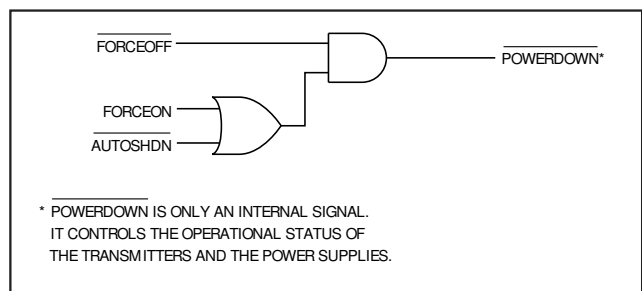 FORCEOFF
POWERDOWN*
FORCEON
AUTOSHDN
* POWERDOWN IS ONLY AN INTERNAL SIGNAL.
IT CONTROLS THE OPERATIONAL STATUS OF
THE TRANSMITTERS AND THE POWER SUPPLIES.